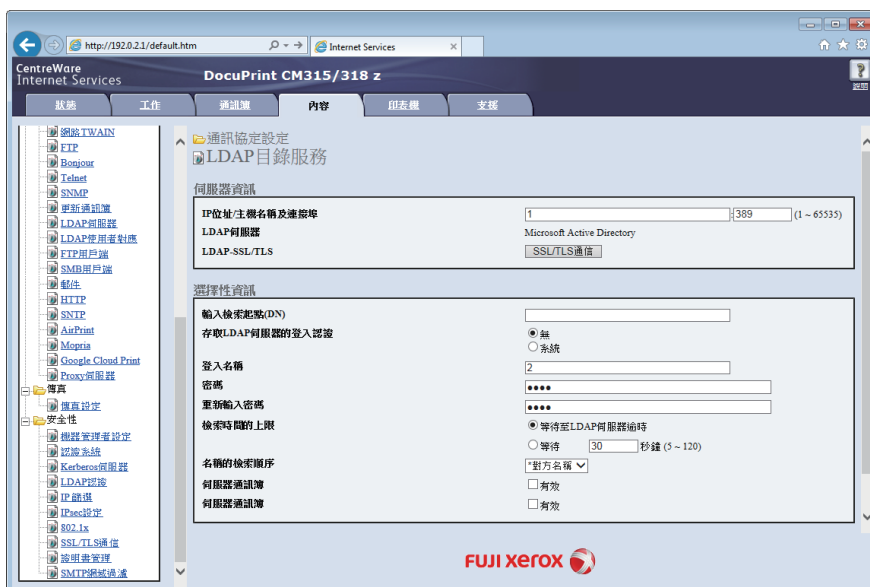 http://192.0.2.1/default.htm
Internet Services
CentreWare
Internet Services
DocuPrint CM315/318 z
說明
狀態
工作
通訊簿
內容
印表機
支援
網路TWAIN
FTP
Bonjour
Telnet
SNMP
更新通訊簿
LDAP伺服器
LDAP使用者對應
FTP用戶端
SMB用戶端
郵件
HTTP
SNTP
AirPrint
Mopria
Google Cloud Print
Proxy伺服器
傳真
傳真設定
安全性
機器管理者設定
認證系統
Kerberos伺服器
LDAP認證
IP 篩選
IPsec設定
802.1x
SSL/TLS通信
證明書管理
SMTP網域過濾
通訊協定設定
LDAP目錄服務
伺服器資訊
IP位址/主機名稱及連接埠 1 :389 (1 ~ 65535)
LDAP伺服器 Microsoft Active Directory
LDAP-SSL/TLS SSL/TLS通信
選擇性資訊
輸入檢索起點(DN)
存取LDAP伺服器的登入認證 無
系統
登入名稱 2
密碼 ••••
重新輸入密碼 ••••
檢索時間的上限 等待至LDAP伺服器逾時
等待 30 秒鐘 (5 ~ 120)
名稱的檢索順序 *對方名稱
伺服器通訊簿 有效
伺服器通訊簿 有效
FUJI XEROX